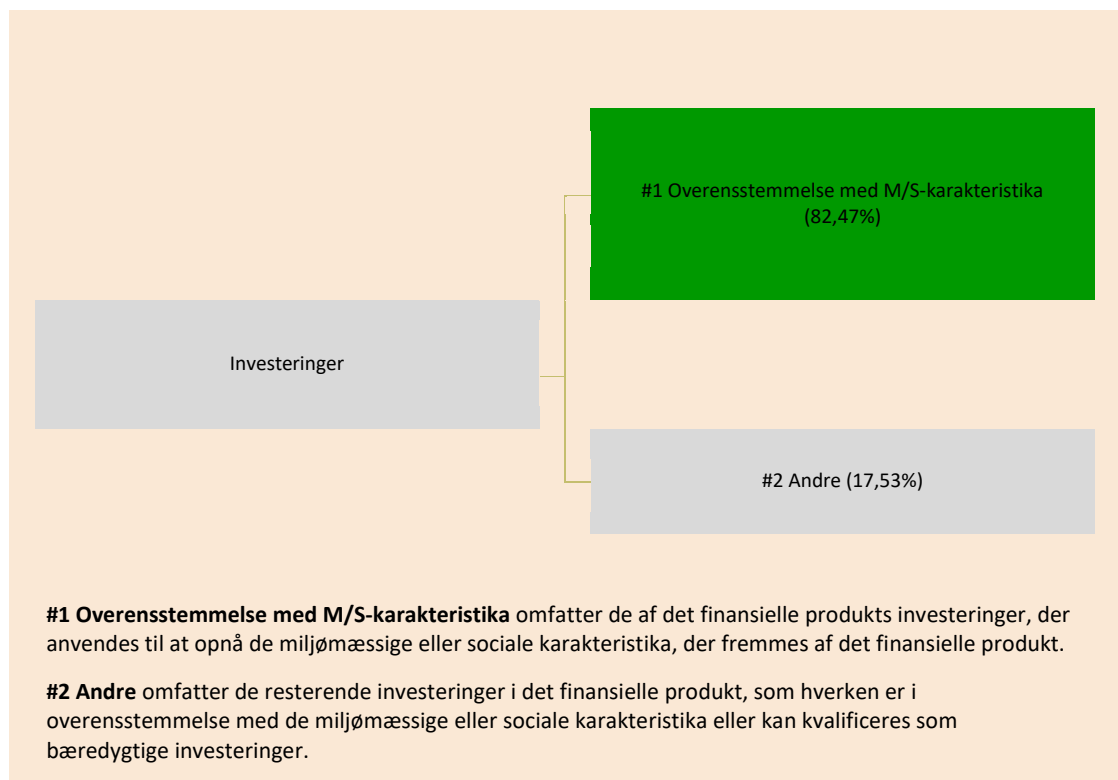 #1 Overensstemmelse med M/S-karakteristika
(82,47%)
Investeringer
#2 Andre (17,53%)
#1 Overensstemmelse med M/S-karakteristika omfatter de af det finansielle produkts investeringer, der
anvendes til at opnå de miljømæssige eller sociale karakteristika, der fremmes af det finansielle produkt.
#2 Andre omfatter de resterende investeringer i det finansielle produkt, som hverken er i
overensstemmelse med de miljømæssige eller sociale karakteristika eller kan kvalificeres som
bæredygtige investeringer.